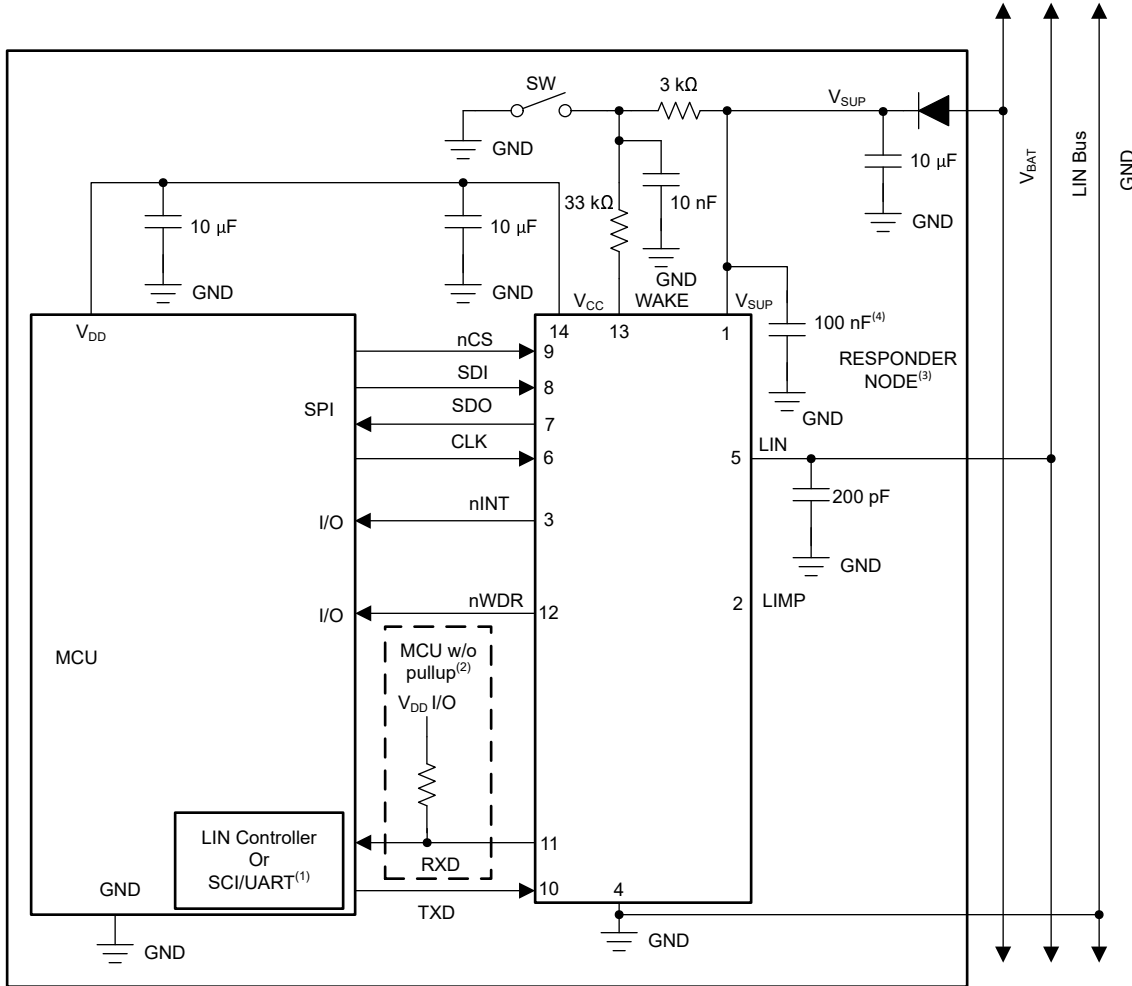 SW
3 kΩ
V_SUP
GND
10 µF
GND
33 kΩ
10 nF
GND
10 µF
GND
10 µF
GND
V_BAT
LIN Bus
GND
V_DD
V_CC
WAKE
V_SUP
14
13
1
100 nF(4)
GND
RESPONDER
NODE(3)
nCS
9
SDI
8
SPI
SDO
7
CLK
6
5
LIN
200 pF
GND
I/O
nINT
3
I/O
nWDR
12
2
LIMP
MCU
MCU w/o
pullup(2)
V_DD I/O
LIN Controller
Or
SCI/UART(1)
11
RXD
10
TXD
4
GND
GND
GND